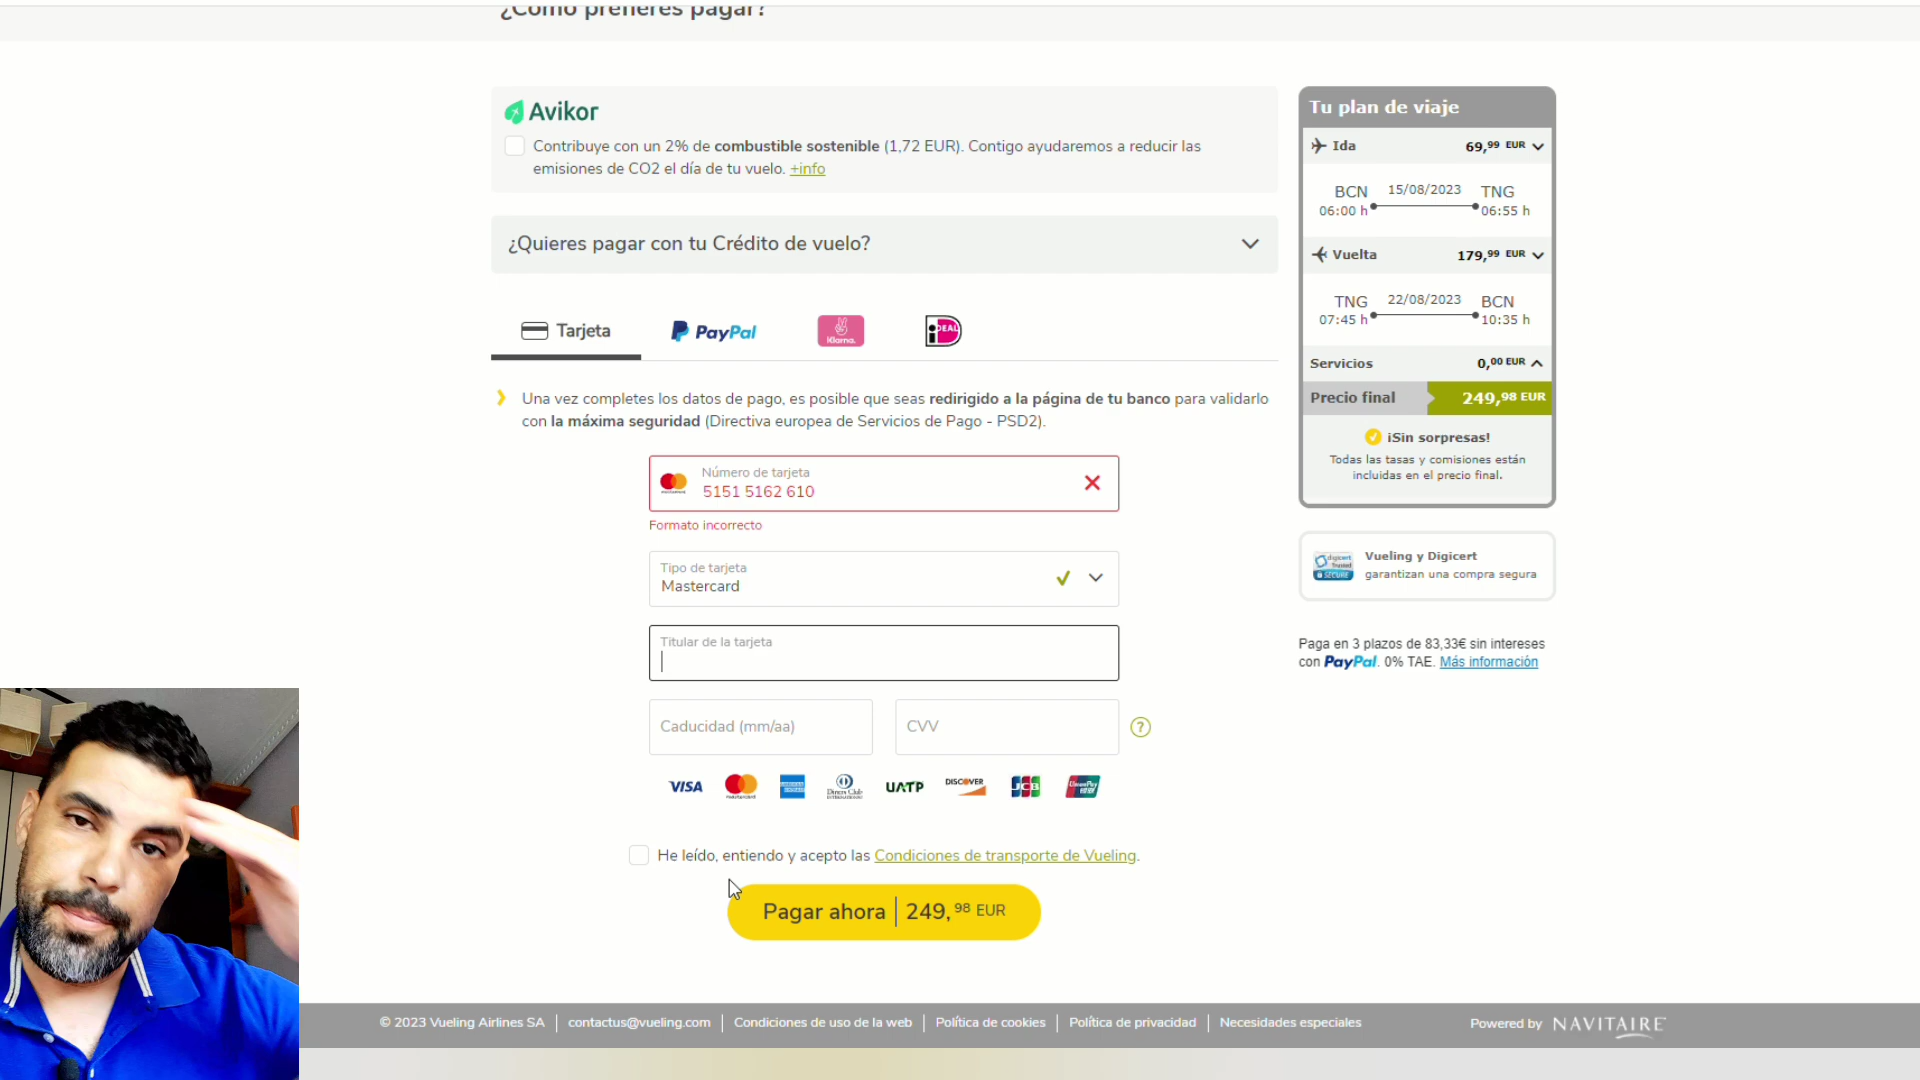 ¿Cómo prefieres pagar?
Avikor
Contribuye con un 2% de combustible sostenible (1,72 EUR). Contigo ayudaremos a reducir las
emisiones de CO2 el día de tu vuelo. +info
¿Quieres pagar con tu Crédito de vuelo?
Tarjeta
PayPal
Klarna.
iDEAL
Una vez completes los datos de pago, es posible que seas redirigido a la página de tu banco para validarlo
con la máxima seguridad (Directiva europea de Servicios de Pago - PSD2).
Número de tarjeta
5151 5162 610
Formato incorrecto
Tipo de tarjeta
Mastercard
Titular de la tarjeta
Caducidad (mm/aa)
CVV
?
VISA
mastercard
Diners Club
INTERNATIONAL
UATP
DISCOVER
JCB
UnionPay
He leído, entiendo y acepto las Condiciones de transporte de Vueling.
Pagar ahora | 249,98 EUR
Tu plan de viaje
Ida 69,99 EUR
BCN 15/08/2023 TNG
06:00 h 06:55 h
Vuelta 179,99 EUR
TNG 22/08/2023 BCN
07:45 h 10:35 h
Servicios 0,00 EUR
Precio final 249,98 EUR
¡Sin sorpresas!
Todas las tasas y comisiones están
incluidas en el precio final.
digicert
Trusted
SECURE
Vueling y Digicert
garantizan una compra segura
Paga en 3 plazos de 83,33€ sin intereses
con PayPal. 0% TAE. Más información
© 2023 Vueling Airlines SA | contactus@vueling.com | Condiciones de uso de la web | Política de cookies | Política de privacidad | Necesidades especiales
Powered by NAVITAIRE